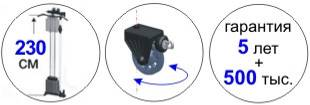 230
см
гарантия
5 лет
+
500 тыс.